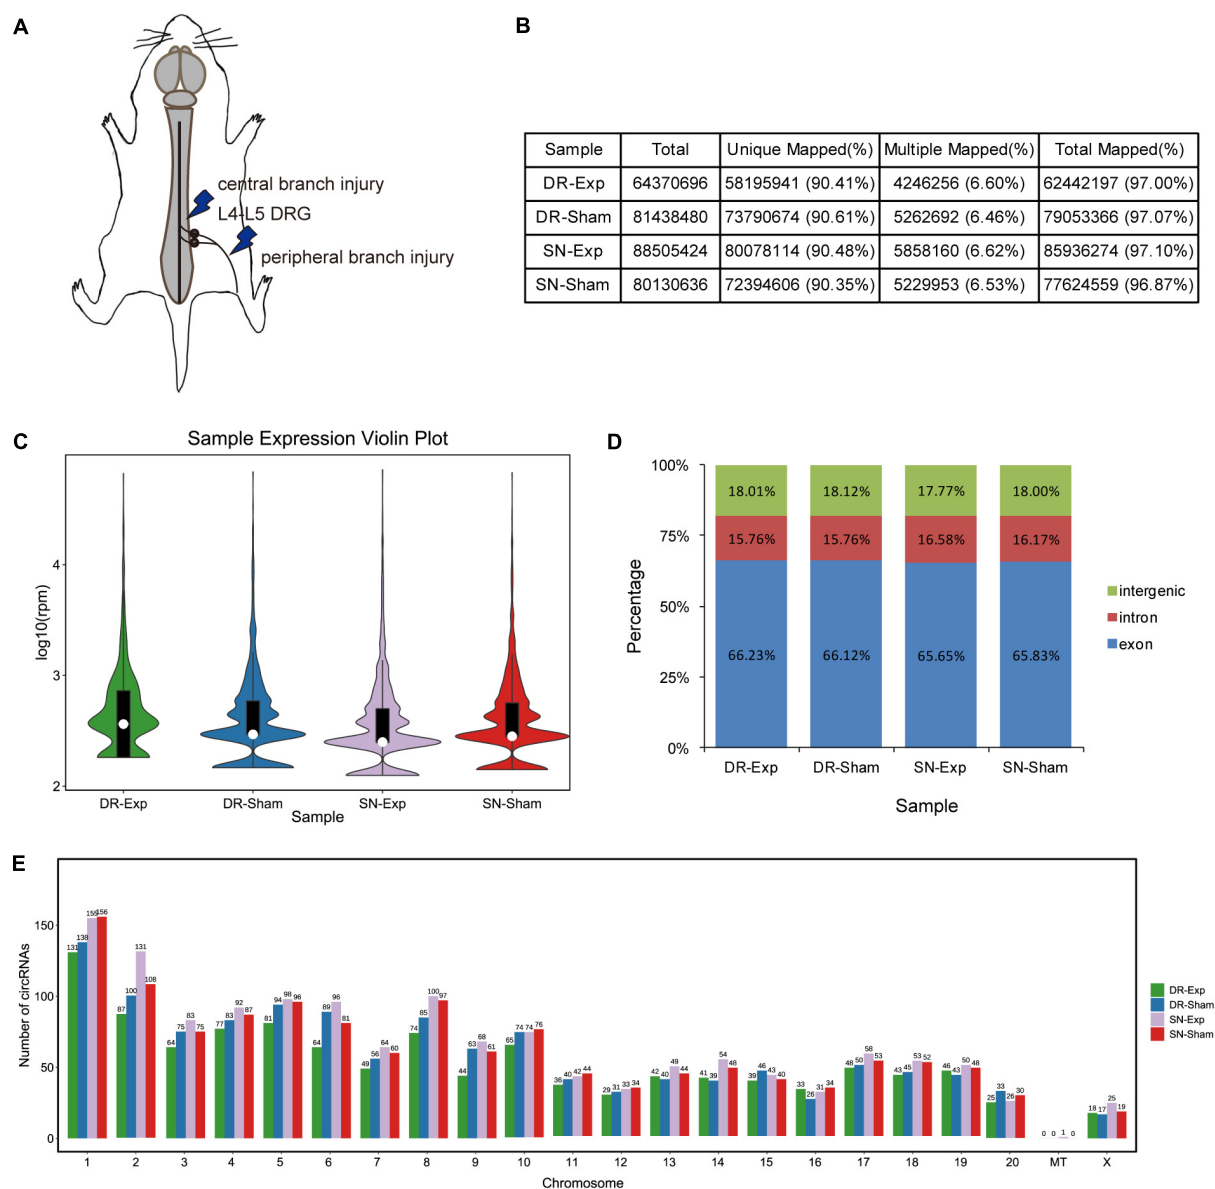 A
central branch injury
L4-L5 DRG
peripheral branch injury
B
Sample Total Unique Mapped(%) Multiple Mapped(%) Total Mapped(%)
DR-Exp 64370696 58195941 (90.41%) 4246256 (6.60%) 62442197 (97.00%)
DR-Sham 81438480 73790674 (90.61%) 5262692 (6.46%) 79053366 (97.07%)
SN-Exp 88505424 80078114 (90.48%) 5858160 (6.62%) 85936274 (97.10%)
SN-Sham 80130636 72394606 (90.35%) 5229953 (6.53%) 77624559 (96.87%)
C
Sample Expression Violin Plot
log10(rpm)
4
3
2
DR-Exp DR-Sham SN-Exp SN-Sham
Sample
D
Percentage
100%
75%
50%
25%
0%
18.01% 18.12% 17.77% 18.00%
15.76% 15.76% 16.58% 16.17%
66.23% 66.12% 65.65% 65.83%
DR-Exp DR-Sham SN-Exp SN-Sham
Sample
intergenic
intron
exon
E
Number of circRNAs
150
100
50
0
131 138 155 156
87 100 131 108
64 75 83 75
77 83 92 87
81 94 98 96
64 89 96 81
49 56 64 60
74 85 100 97
44 63 68 61
65 74 74 76
36 40 42 44
29 31 33 34
42 40 49 44
41 39 54 48
39 46 43 40
33 26 31 34
48 50 58 53
43 45 53 52
46 43 50 48
25 33 26 30
0 0 1 0
18 17 25 19
1 2 3 4 5 6 7 8 9 10 11 12 13 14 15 16 17 18 19 20 MT X
Chromosome
DR-Exp
DR-Sham
SN-Exp
SN-Sham